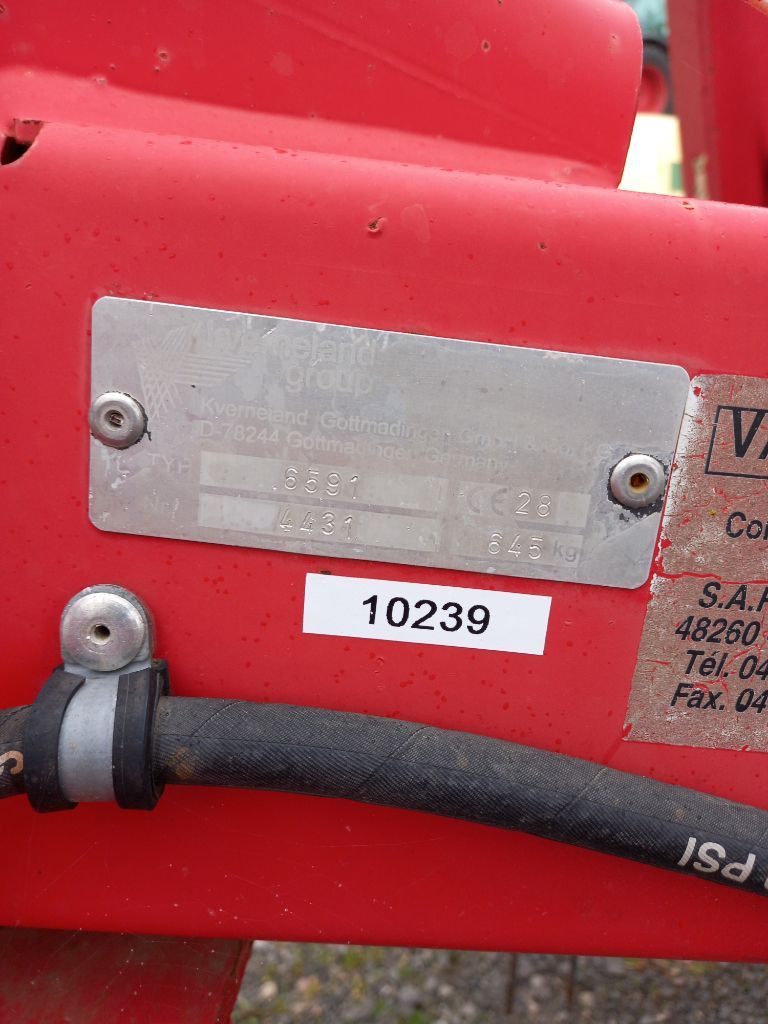 kverneland
group
Kverneland Gottmadingen GmbH
D-78244 Gottmadingen Germany
TYP 6591 CE 28
4431 645 kg
10239
VA
Co
S.A.R
48260
Tél. 04
Fax. 04
PSI